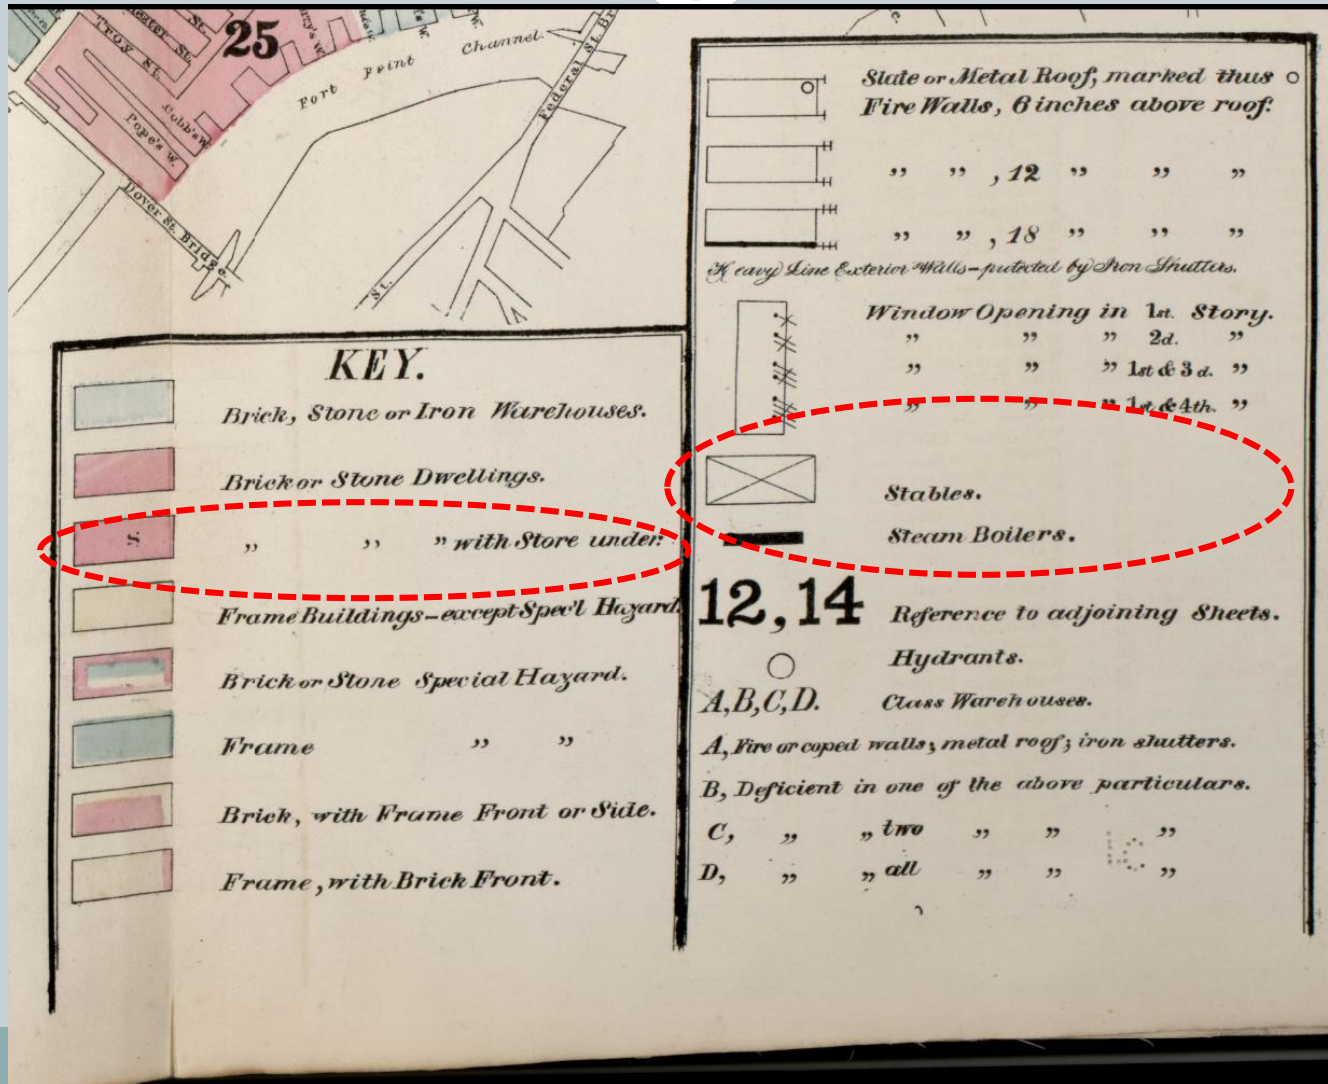 25
Troy St.
Cobb's W.
Pope's W.
Fort Point Channel.
Federal St. Br
Dover St. Bridge.
St.
KEY.
Brick, Stone or Iron Warehouses.
Brick or Stone Dwellings.
S.
„ „ „ with Store under.
Frame Buildings – except Spec'l Hazard.
Brick or Stone Special Hazard.
Frame „ „
Brick, with Frame Front or Side.
Frame, with Brick Front.
Slate or Metal Roof, marked thus o
Fire Walls, 6 inches above roof.
„ „ , 12 „ „ „
„ „ , 18 „ „ „
Heavy Line Exterior Walls – protected by Iron Shutters.
Window Opening in 1st. Story.
„ „ „ 2d. „
„ „ „ 1st & 3d. „
„ „ „ 1st & 4th. „
Stables.
Steam Boilers.
12, 14 Reference to adjoining Sheets.
Hydrants.
A, B, C, D. Class Warehouses.
A, Fire or coped walls; metal roof; iron shutters.
B, Deficient in one of the above particulars.
C, „ „ two „ „ „
D, „ „ all „ „ „